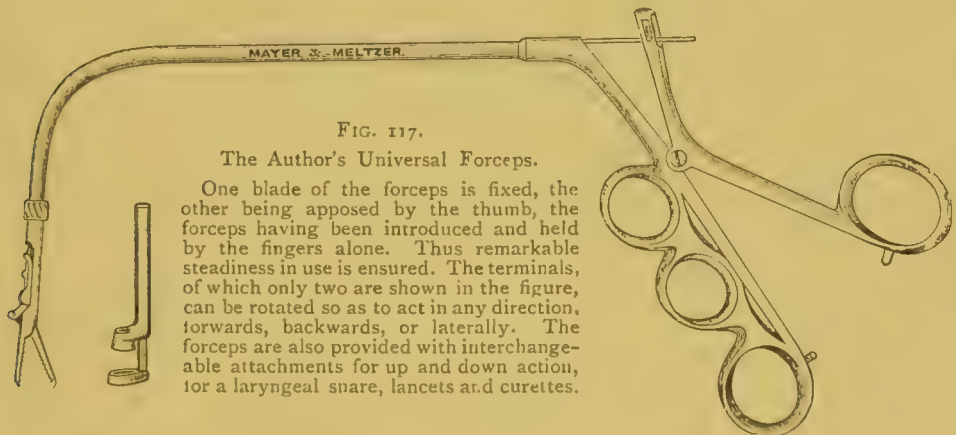 MAYER & MELTZER.
FIG. 117.
The Author's Universal Forceps.
One blade of the forceps is fixed, the
other being apposed by the thumb, the
forceps having been introduced and held
by the fingers alone. Thus remarkable
steadiness in use is ensured. The terminals,
of which only two are shown in the figure,
can be rotated so as to act in any direction,
forwards, backwards, or laterally. The
forceps are also provided with interchange-
able attachments for up and down action,
for a laryngeal snare, lancets and curettes.